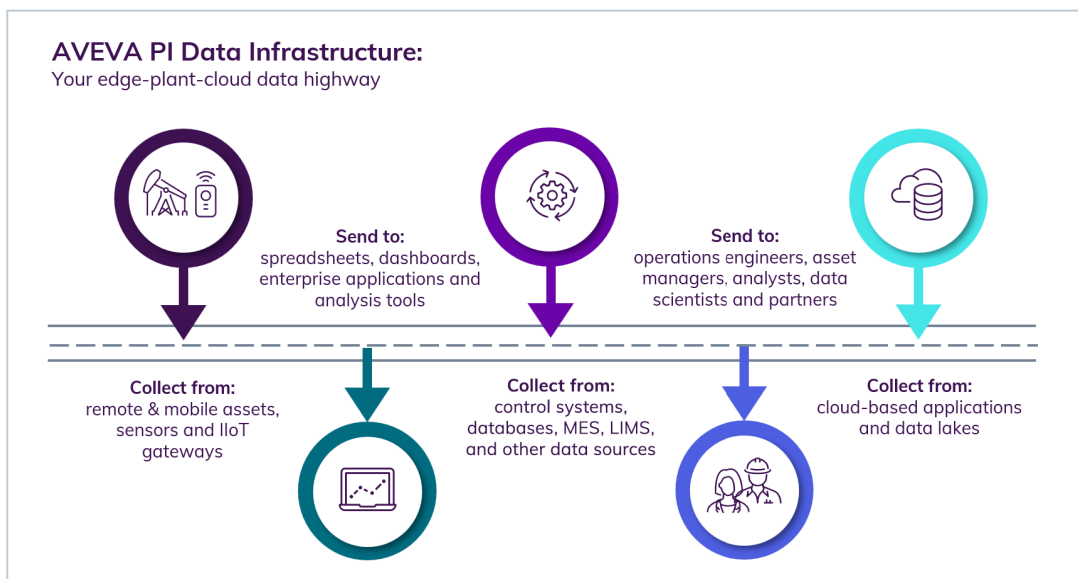 AVEVA PI Data Infrastructure:
Your edge-plant-cloud data highway
Send to:
spreadsheets, dashboards,
enterprise applications and
analysis tools
Send to:
operations engineers, asset
managers, analysts, data
scientists and partners
Collect from:
remote & mobile assets,
sensors and IIoT
gateways
Collect from:
control systems,
databases, MES, LIMS,
and other data sources
Collect from:
cloud-based applications
and data lakes